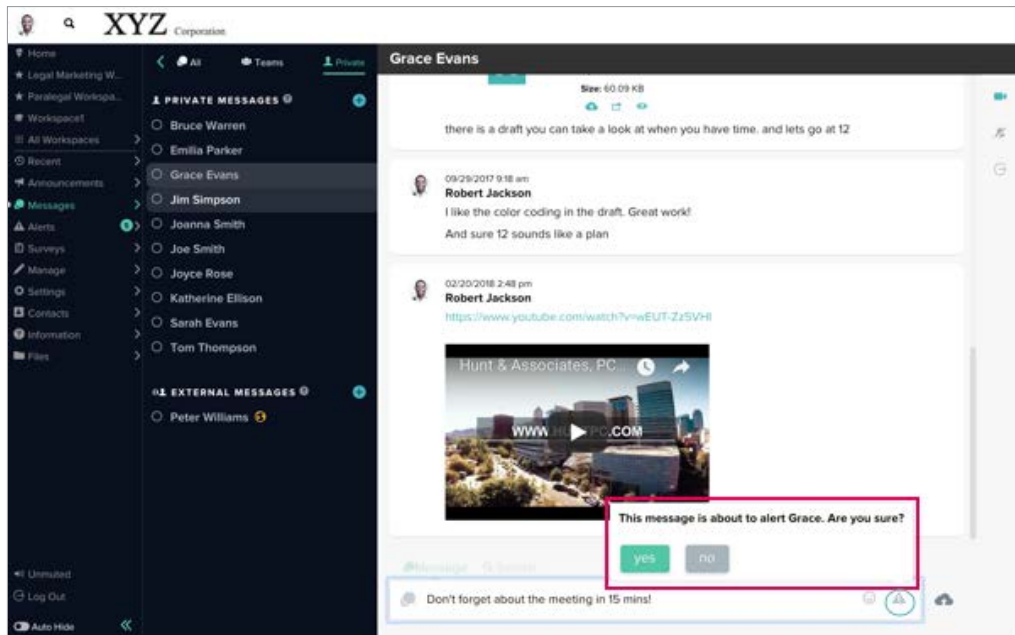 XYZ Corporation
Home
Legal Marketing W...
Paralegal Workspa...
Workspace1
All Workspaces
Recent
Announcements
Messages
Alerts
Surveys
Manage
Settings
Contacts
Information
Files
Unmuted
Log Out
Auto Hide
All Teams Private
PRIVATE MESSAGES
Bruce Warren
Emilia Parker
Grace Evans
Jim Simpson
Joanna Smith
Joe Smith
Joyce Rose
Katherine Ellison
Sarah Evans
Tom Thompson
EXTERNAL MESSAGES
Peter Williams
Grace Evans
Size: 60.09 KB
there is a draft you can take a look at when you have time. and lets go at 12
09/29/2017 9:18 am
Robert Jackson
I like the color coding in the draft. Great work!
And sure 12 sounds like a plan
02/20/2018 2:48 pm
Robert Jackson
https://www.youtube.com/watch?v=wEUT-ZzSVHI
Hunt & Associates, PC...
This message is about to alert Grace. Are you sure?
yes no
Message
Don't forget about the meeting in 15 mins!